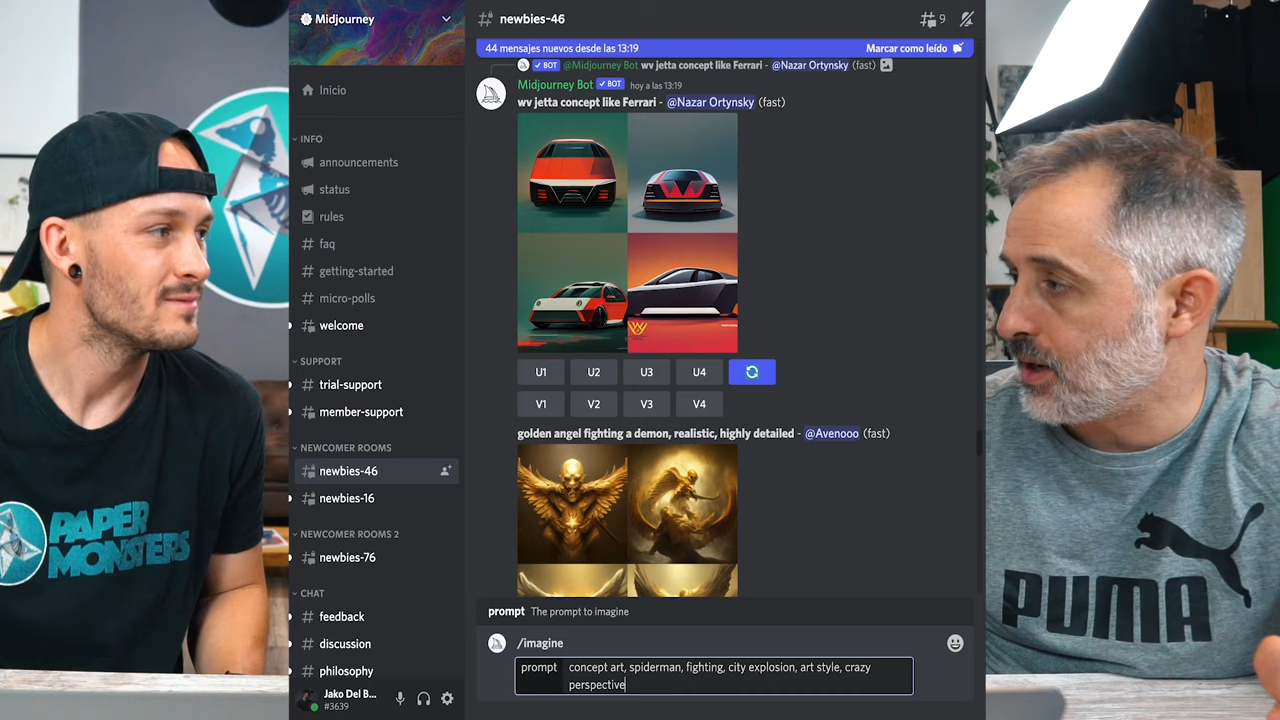 Midjourney
Inicio
INFO
announcements
status
rules
faq
getting-started
micro-polls
welcome
SUPPORT
trial-support
member-support
NEWCOMER ROOMS
newbies-46
newbies-16
NEWCOMER ROOMS 2
newbies-76
CHAT
feedback
discussion
philosophy
Jako Del B...
#3639
newbies-46
9
44 mensajes nuevos desde las 13:19
Marcar como leído
BOT @Midjourney Bot wv jetta concept like Ferrari - @Nazar Ortynsky (fast)
Midjourney Bot BOT hoy a las 13:19
wv jetta concept like Ferrari - @Nazar Ortynsky (fast)
U1 U2 U3 U4
V1 V2 V3 V4
golden angel fighting a demon, realistic, highly detailed - @Avenooo (fast)
prompt The prompt to imagine
/imagine
prompt concept art, spiderman, fighting, city explosion, art style, crazy
perspective
PAPER
MONSTERS
PUMA